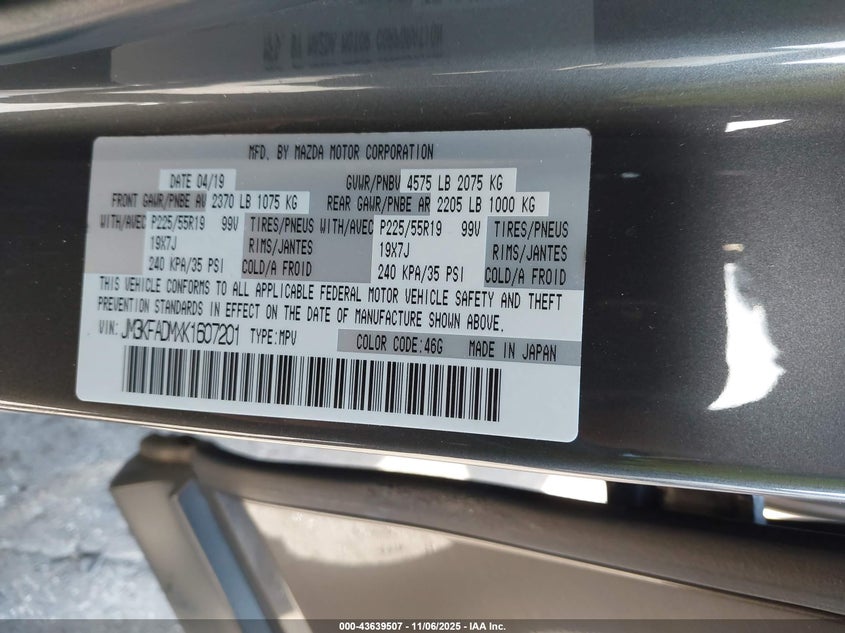 MFD. BY MAZDA MOTOR CORPORATION
DATE 04/19 GVWR/PNBV 4575 LB 2075 KG
FRONT GAWR/PNBE AV 2370 LB 1075 KG REAR GAWR/PNBE AR 2205 LB 1000 KG
WITH/AVEC P225/55R19 99V TIRES/PNEUS WITH/AVEC P225/55R19 99V TIRES/PNEUS
19X7J RIMS/JANTES 19X7J RIMS/JANTES
240 KPA/35 PSI COLD/A FROID 240 KPA/35 PSI COLD/A FROID
THIS VEHICLE CONFORMS TO ALL APPLICABLE FEDERAL MOTOR VEHICLE SAFETY AND THEFT
PREVENTION STANDARDS IN EFFECT ON THE DATE OF MANUFACTURE SHOWN ABOVE.
VIN: JM3KFADMXK1607201 TYPE:MPV COLOR CODE:46G MADE IN JAPAN
000-43639507 - 11/06/2025 - IAA Inc.